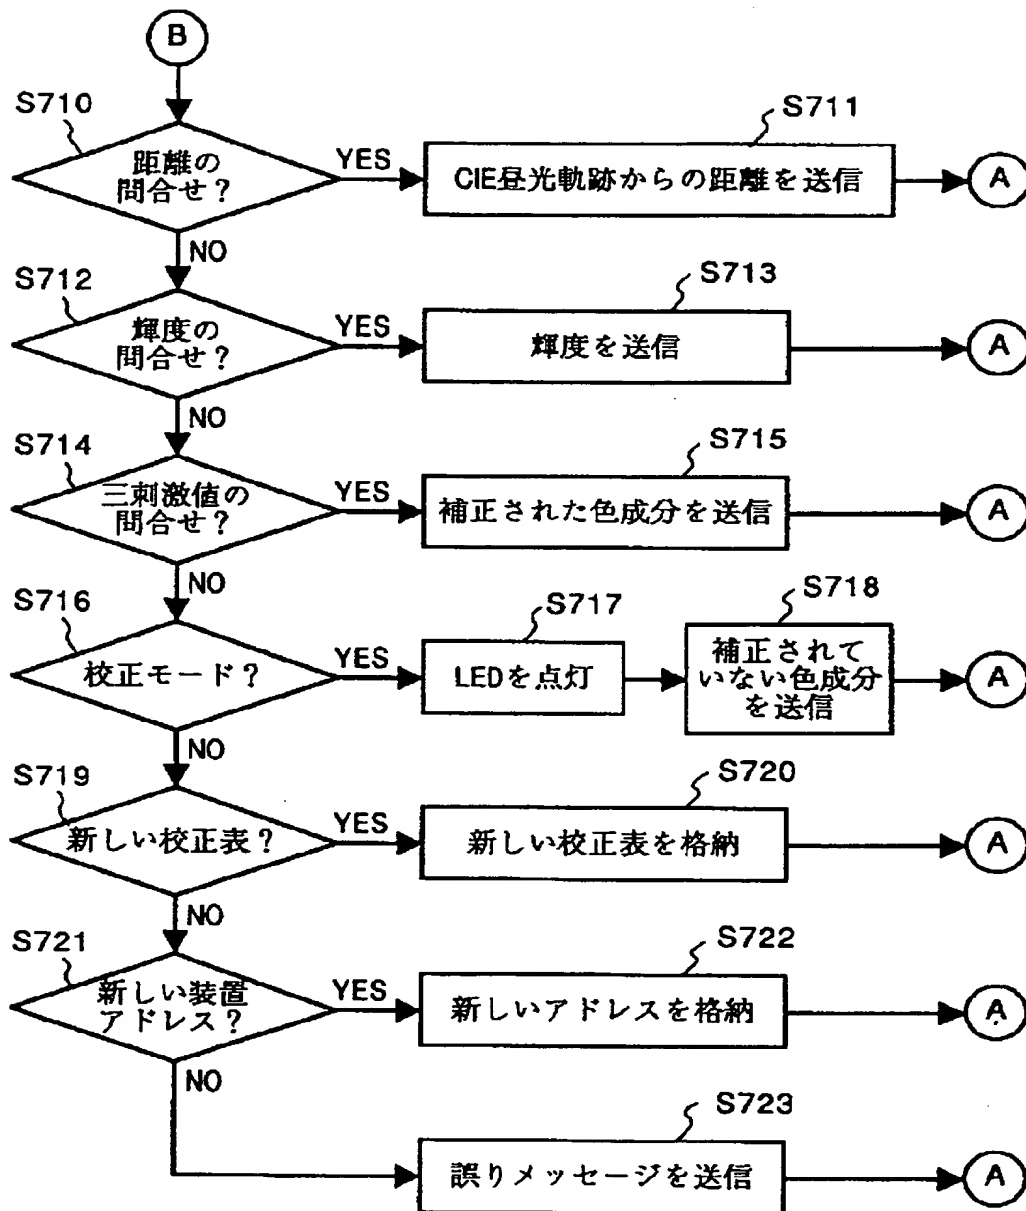 B
S710
距離の
問合せ？
YES
S711
CIE昼光軌跡からの距離を送信
A
NO
S712
輝度の
問合せ？
YES
S713
輝度を送信
A
NO
S714
三刺激値の
問合せ？
YES
S715
補正された色成分を送信
A
NO
S716
校正モード？
YES
S717
LEDを点灯
S718
補正されて
いない色成分
を送信
A
NO
S719
新しい校正表？
YES
S720
新しい校正表を格納
A
NO
S721
新しい装置
アドレス？
YES
S722
新しいアドレスを格納
A
NO
S723
誤りメッセージを送信
A